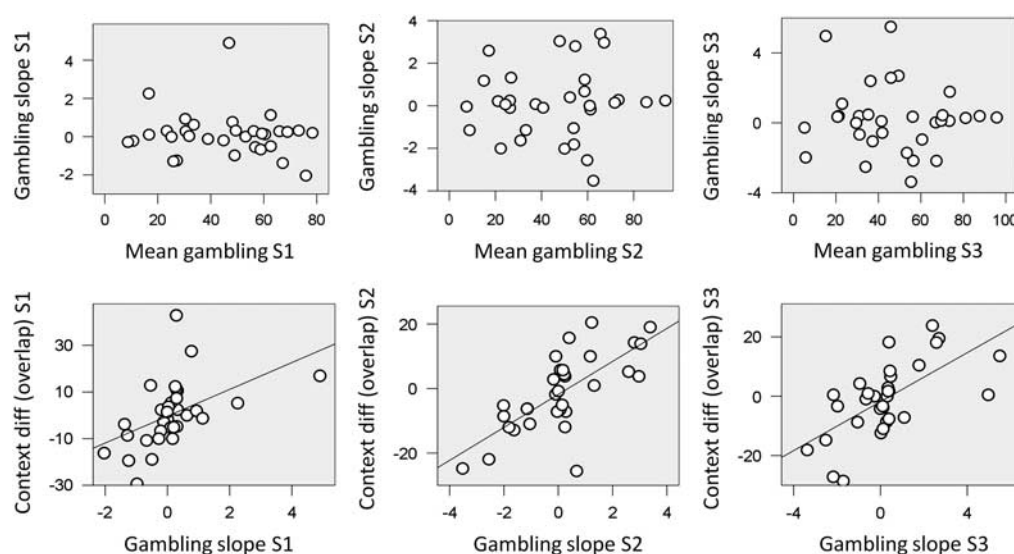 Gambling slope S1
4
2
0
-2
0 20 40 60 80
Mean gambling S1
Gambling slope S2
4
2
0
-2
-4
0 20 40 60 80
Mean gambling S2
Gambling slope S3
4
0
-4
0 20 40 60 80 100
Mean gambling S3
Context diff (overlap) S1
30
10
-10
-30
-2 0 2 4
Gambling slope S1
Context diff (overlap) S2
20
0
-20
-4 -2 0 2 4
Gambling slope S2
Context diff (overlap) S3
20
0
-20
-4 0 4
Gambling slope S3